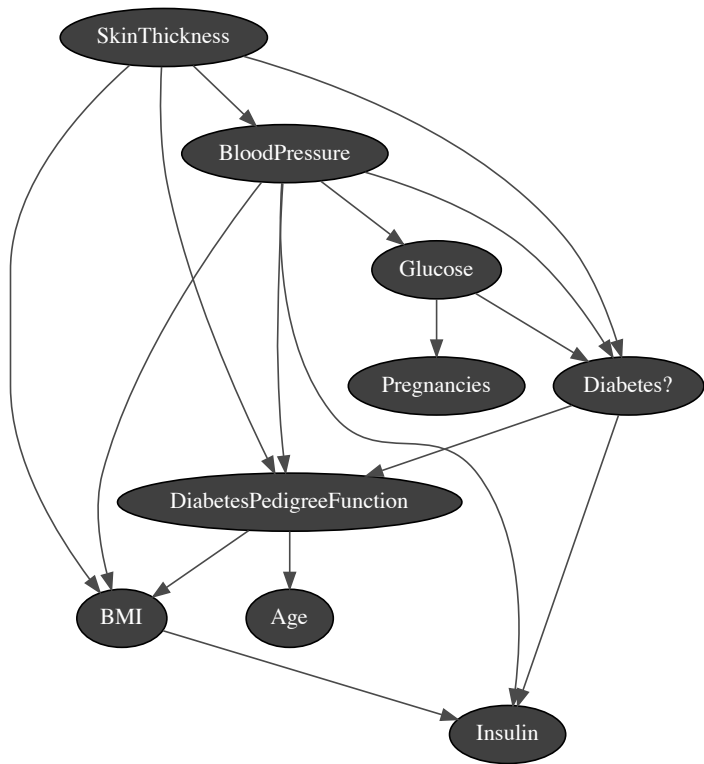 SkinThickness
BloodPressure
Glucose
Pregnancies
Diabetes?
DiabetesPedigreeFunction
BMI
Age
Insulin